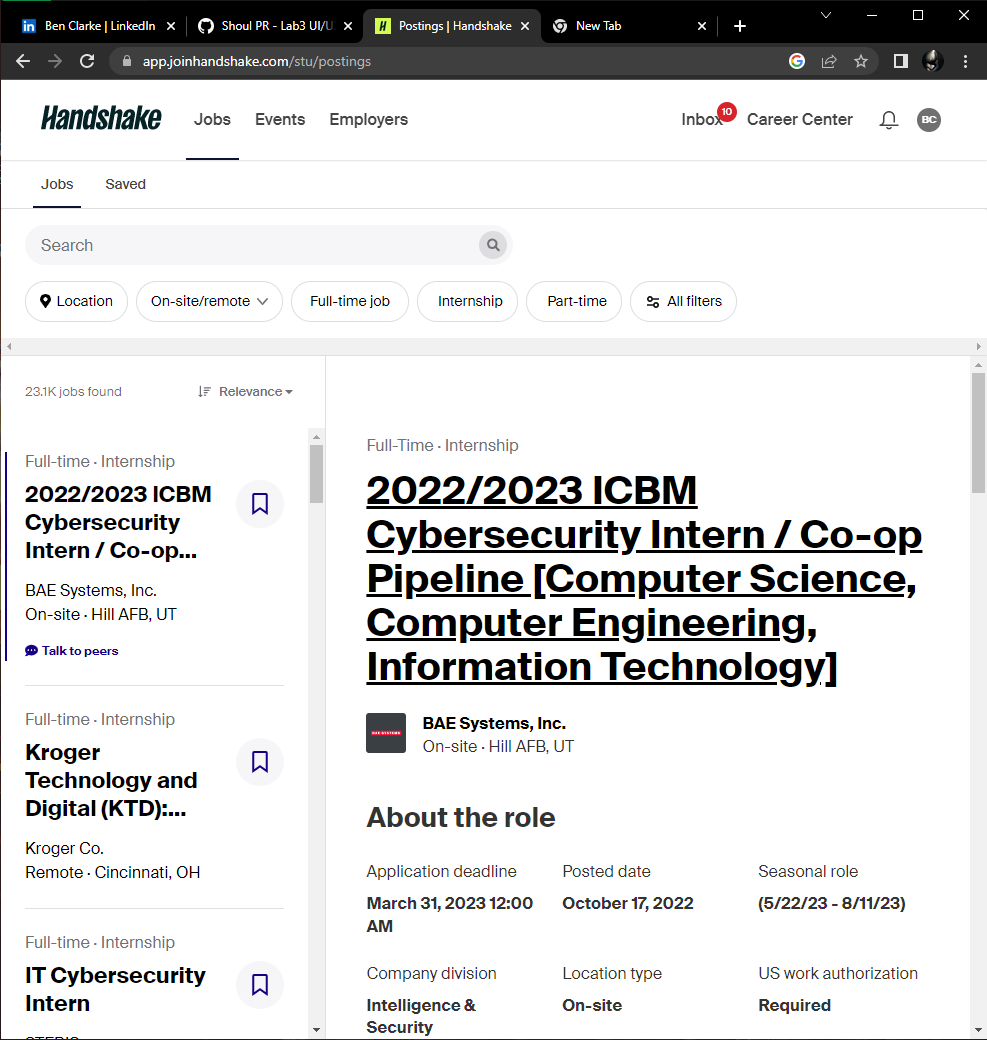 Ben Clarke | LinkedIn
Shoul PR - Lab3 UI/U
Postings | Handshake
New Tab
app.joinhandshake.com/stu/postings
Handshake Jobs Events Employers Inbox 10 Career Center BC
Jobs Saved
Search
Location On-site/remote Full-time job Internship Part-time All filters
23.1K jobs found Relevance
Full-time · Internship
2022/2023 ICBM
Cybersecurity
Intern / Co-op...
BAE Systems, Inc.
On-site · Hill AFB, UT
Talk to peers
Full-time · Internship
Kroger
Technology and
Digital (KTD):...
Kroger Co.
Remote · Cincinnati, OH
Full-time · Internship
IT Cybersecurity
Intern
Full-Time · Internship
2022/2023 ICBM
Cybersecurity Intern / Co-op
Pipeline [Computer Science,
Computer Engineering,
Information Technology]
BAE SYSTEMS
BAE Systems, Inc.
On-site · Hill AFB, UT
About the role
Application deadline
March 31, 2023 12:00
AM
Posted date
October 17, 2022
Seasonal role
(5/22/23 - 8/11/23)
Company division
Intelligence &
Security
Location type
On-site
US work authorization
Required